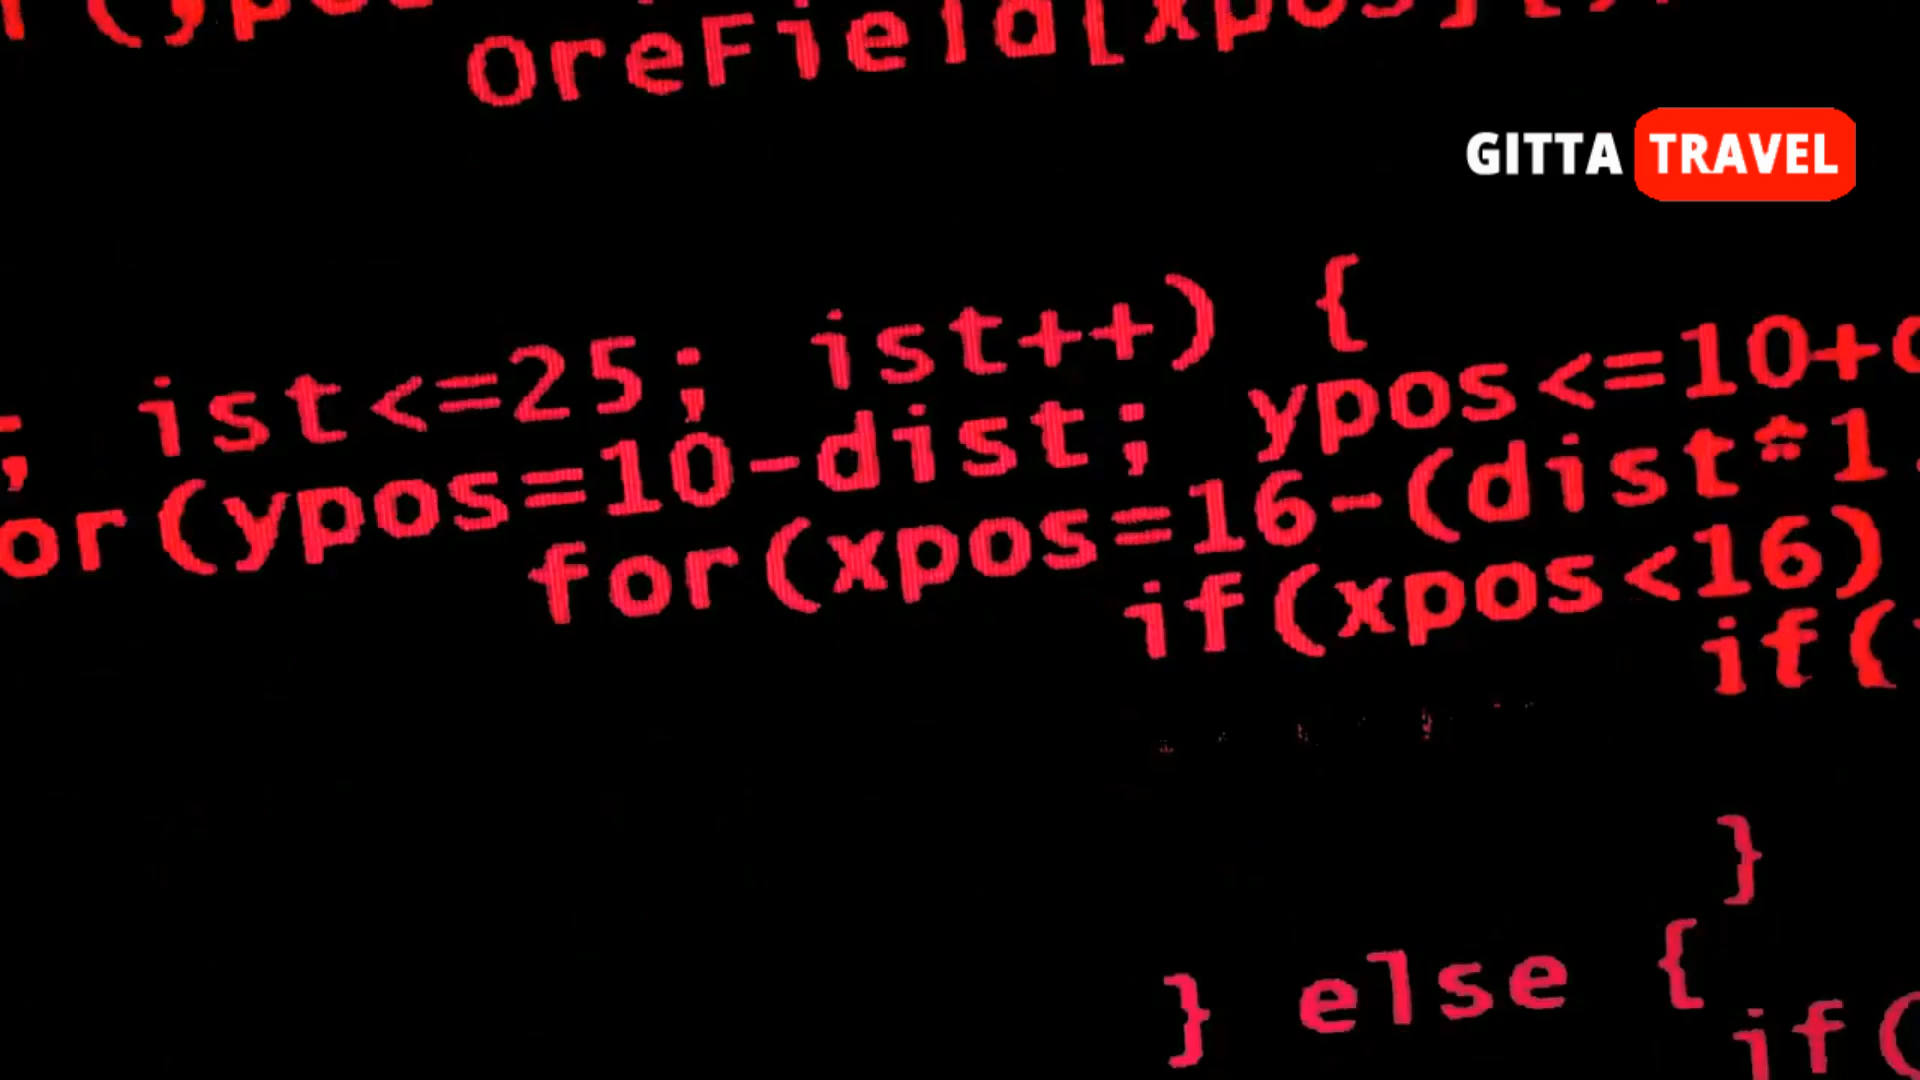 OreField[xpos][
GITTA TRAVEL
; ist<=25; ist++) {
or(ypos=10-dist; ypos<=10+
for(xpos=16-(dist*1.
if(xpos<16)
if(
}
} else {
if(